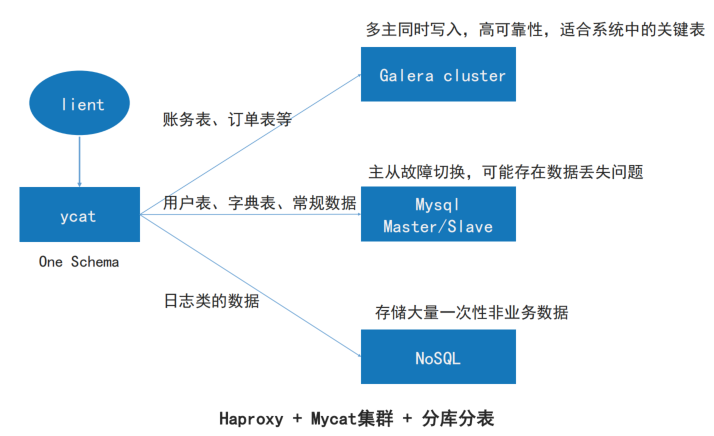 多主同时写入，高可靠性，适合系统中的关键表
Galera cluster
lient
账务表、订单表等
主从故障切换，可能存在数据丢失问题
用户表、字典表、常规数据
Mysql
Master/Slave
ycat
One Schema
日志类的数据
存储大量一次性非业务数据
NoSQL
Haproxy + Mycat集群 + 分库分表